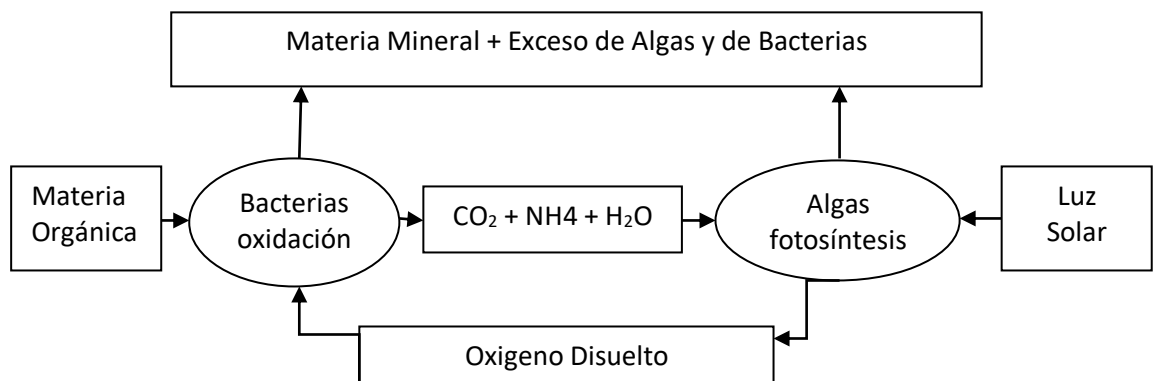 Materia Mineral + Exceso de Algas y de Bacterias
Materia
Orgánica
Bacterias
oxidación
CO₂ + NH4 + H₂O
Algas
fotosíntesis
Luz
Solar
Oxigeno Disuelto